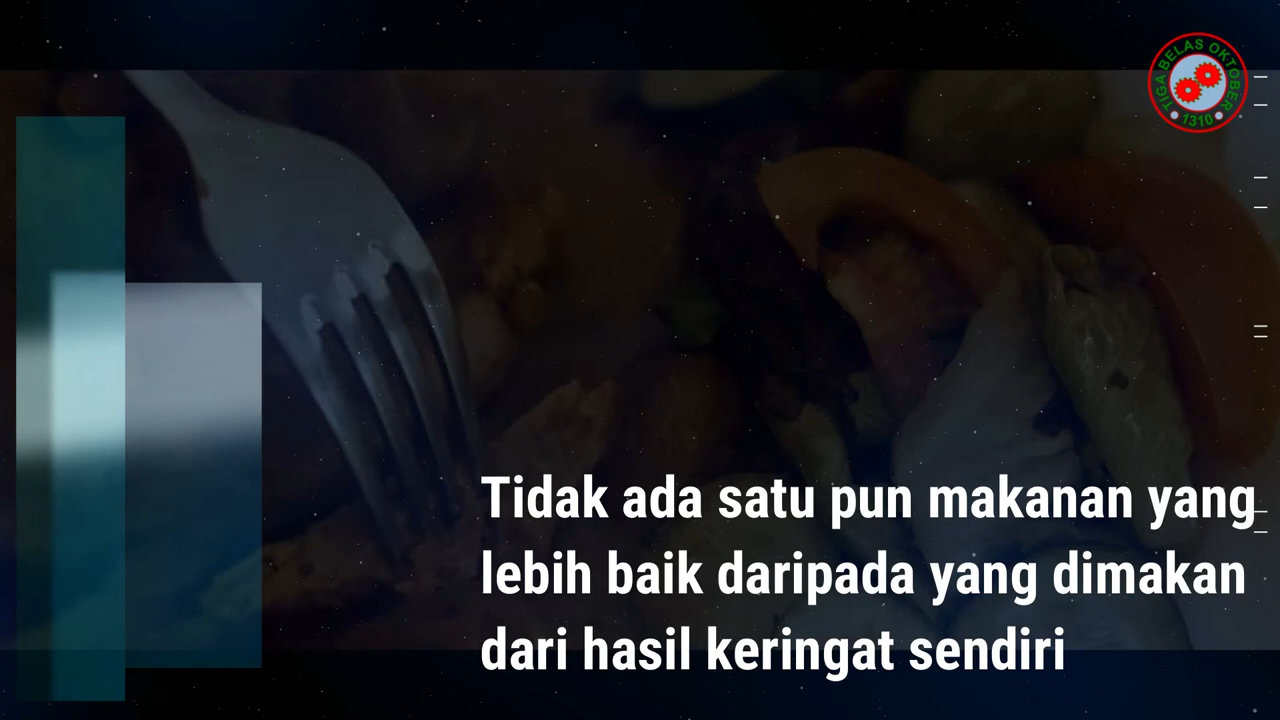 TIGA BELAS OKTOBER
1310
Tidak ada satu pun makanan yang
lebih baik daripada yang dimakan
dari hasil keringat sendiri